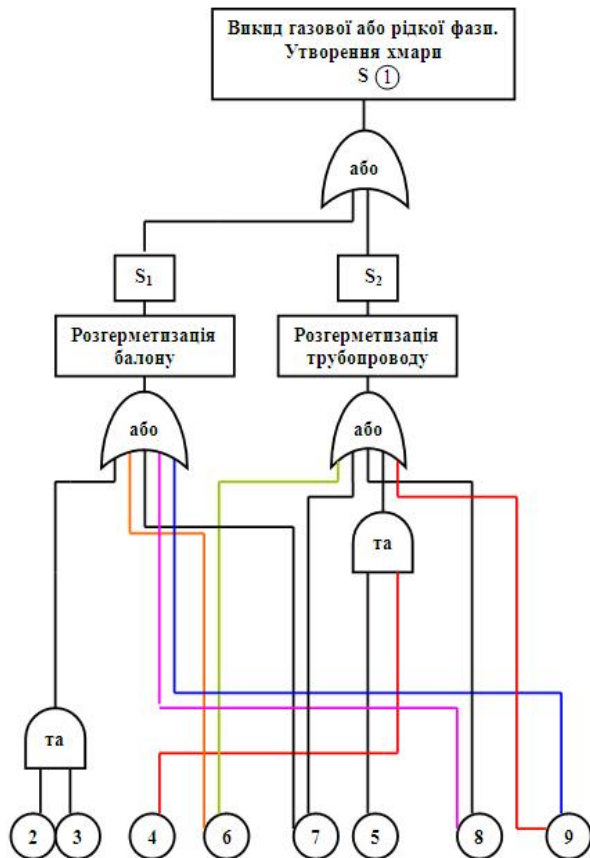 Викид газової або рідкої фази.
Утворення хмари
S 1
або
S1
S2
Розгерметизація
балону
Розгерметизація
трубопроводу
або
або
та
та
2
3
4
6
7
5
8
9